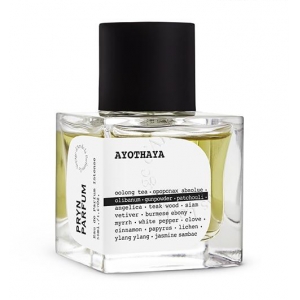 AYOTHAYA
oolong tea · opoponax absolue
olibanum · gunpowder · patchouli
angelica · teak wood · siam
vetiver · burmese ebony
myrrh · white pepper · clove
cinnamon · papyrus · lichen
ylang ylang · jasmine sambac
PRYN
PARFUM